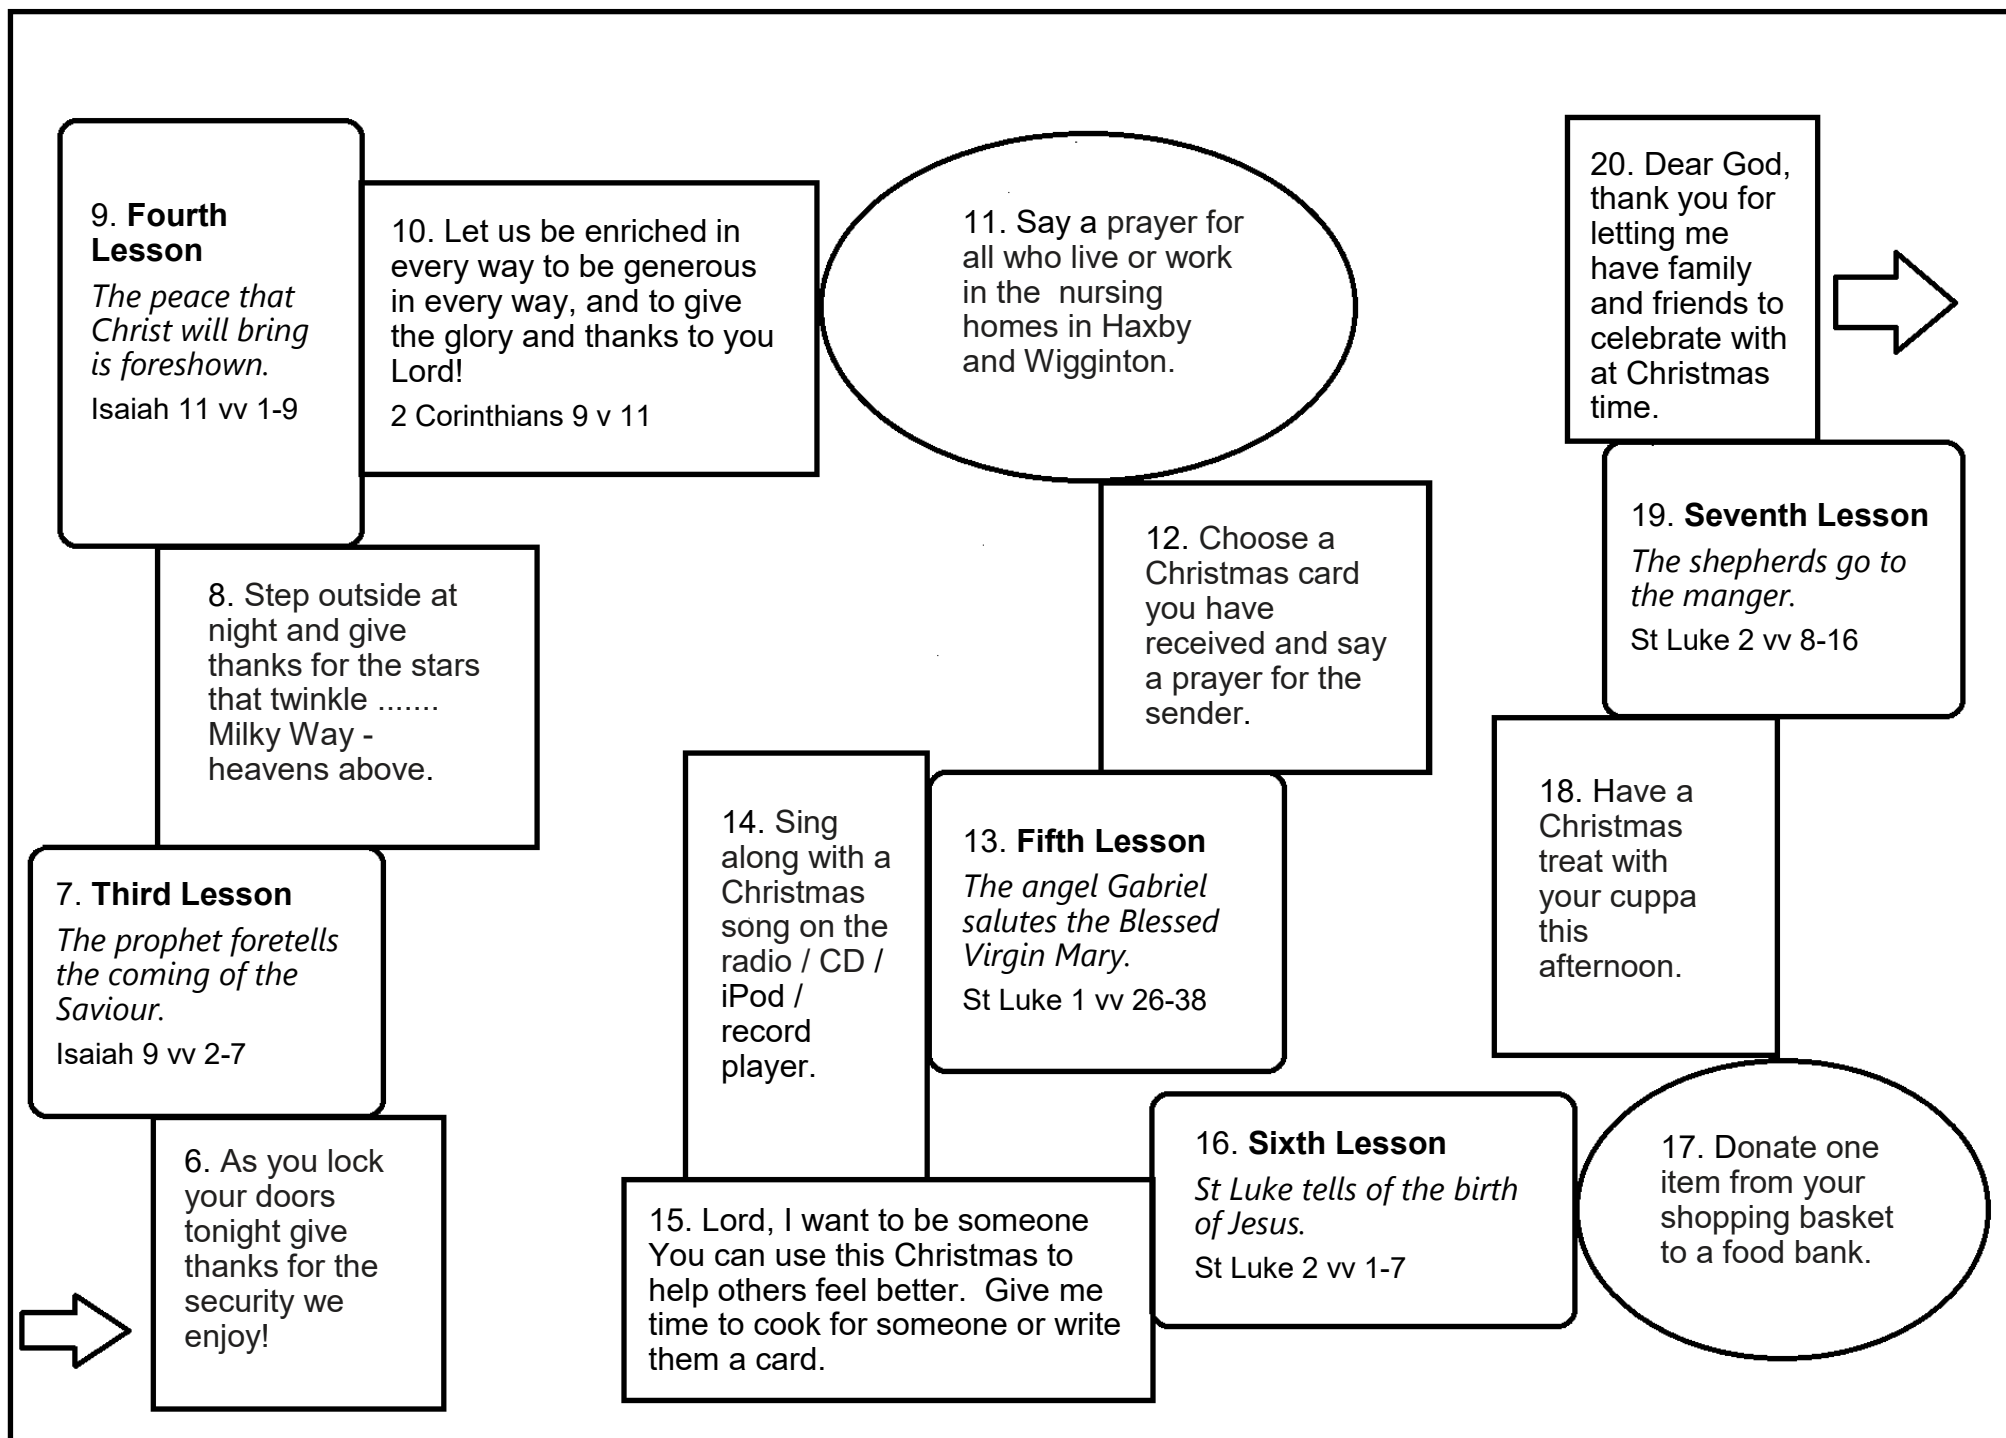 6. As you lock
your doors
tonight give
thanks for the
security we
enjoy!
7. Third Lesson
The prophet foretells
the coming of the
Saviour.
Isaiah 9 vv 2-7
8. Step outside at
night and give
thanks for the stars
that twinkle .......
Milky Way -
heavens above.
9. Fourth
Lesson
The peace that
Christ will bring
is foreshown.
Isaiah 11 vv 1-9
10. Let us be enriched in
every way to be generous
in every way, and to give
the glory and thanks to you
Lord!
2 Corinthians 9 v 11
11. Say a prayer for
all who live or work
in the  nursing
homes in Haxby
and Wigginton.
12. Choose a
Christmas card
you have
received and say
a prayer for the
sender.
13. Fifth Lesson
The angel Gabriel
salutes the Blessed
Virgin Mary.
St Luke 1 vv 26-38
14. Sing
along with a
Christmas
song on the
radio / CD /
iPod /
record
player.
15. Lord, I want to be someone
You can use this Christmas to
help others feel better.  Give me
time to cook for someone or write
them a card.
16. Sixth Lesson
St Luke tells of the birth
of Jesus.
St Luke 2 vv 1-7
17. Donate one
item from your
shopping basket
to a food bank.
18. Have a
Christmas
treat with
your cuppa
this
afternoon.
19. Seventh Lesson
The shepherds go to
the manger.
St Luke 2 vv 8-16
20. Dear God,
thank you for
letting me
have family
and friends to
celebrate with
at Christmas
time.